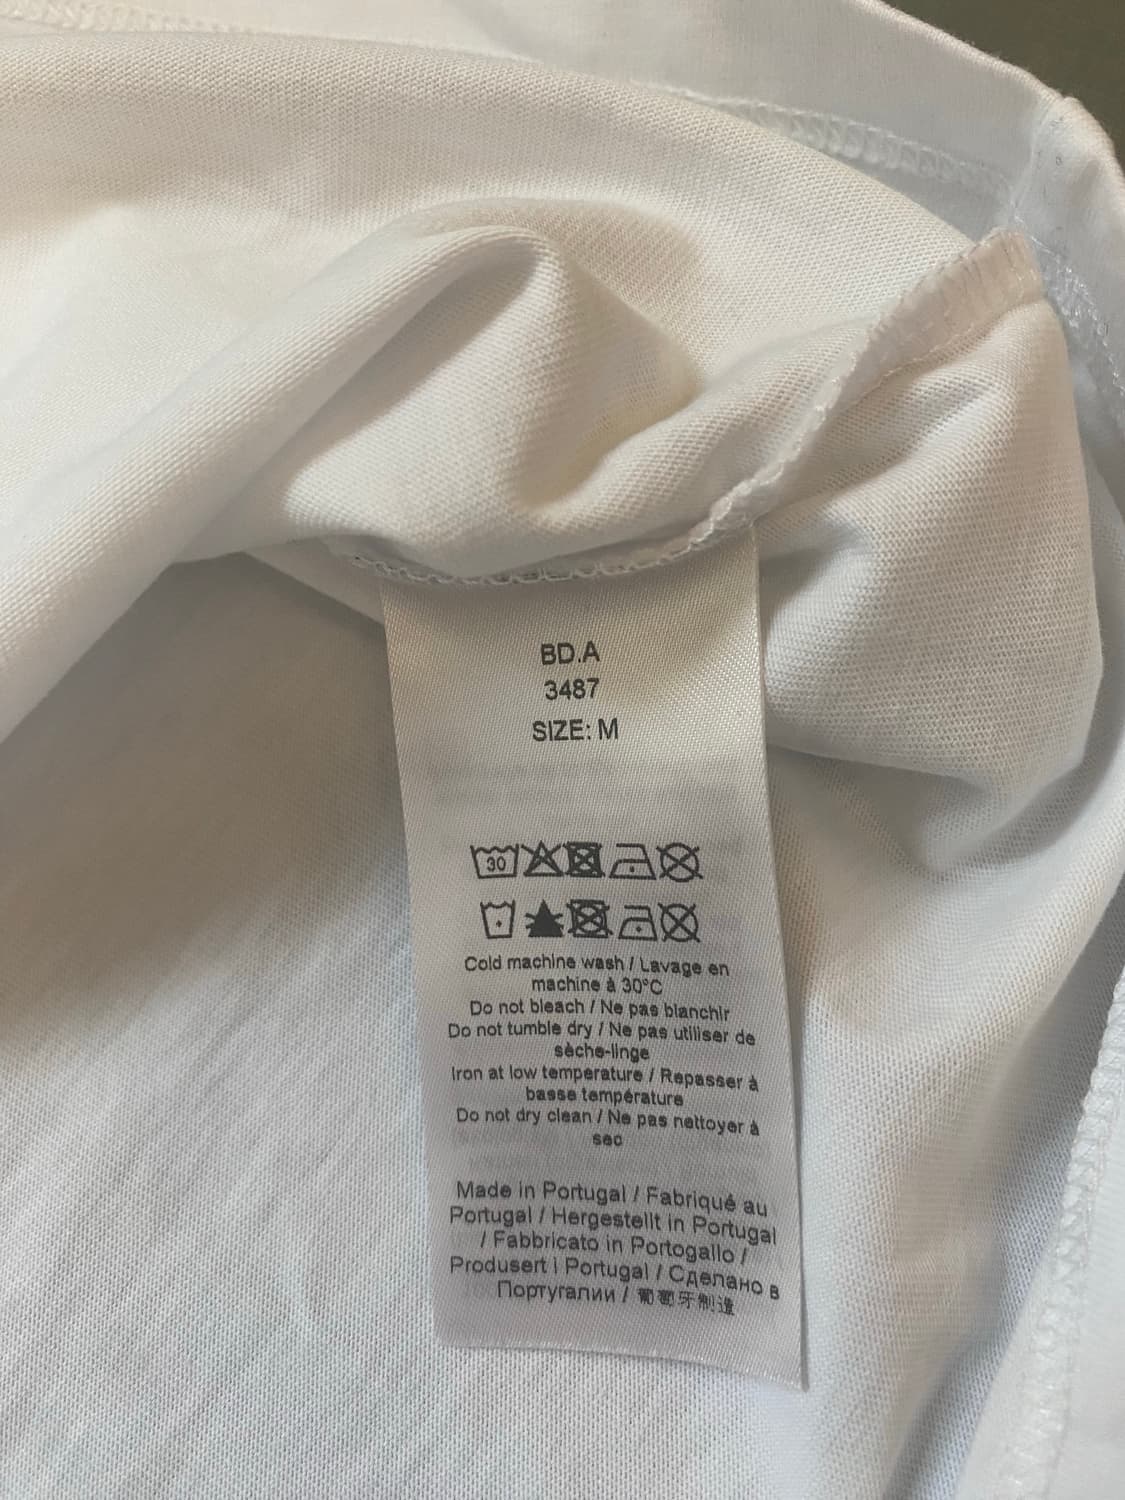 BD.A
3487
SIZE: M
30
Cold machine wash / Lavage en
machine à 30°C
Do not bleach / Ne pas blanchir
Do not tumble dry / Ne pas utiliser de
sèche-linge
Iron at low temperature / Repasser à
basse température
Do not dry clean / Ne pas nettoyer à
sec
Made in Portugal / Fabriqué au
Portugal / Hergestellt in Portugal
/ Fabbricato in Portogallo /
Produsert i Portugal / Сделано в
Португалии / 葡萄牙制造